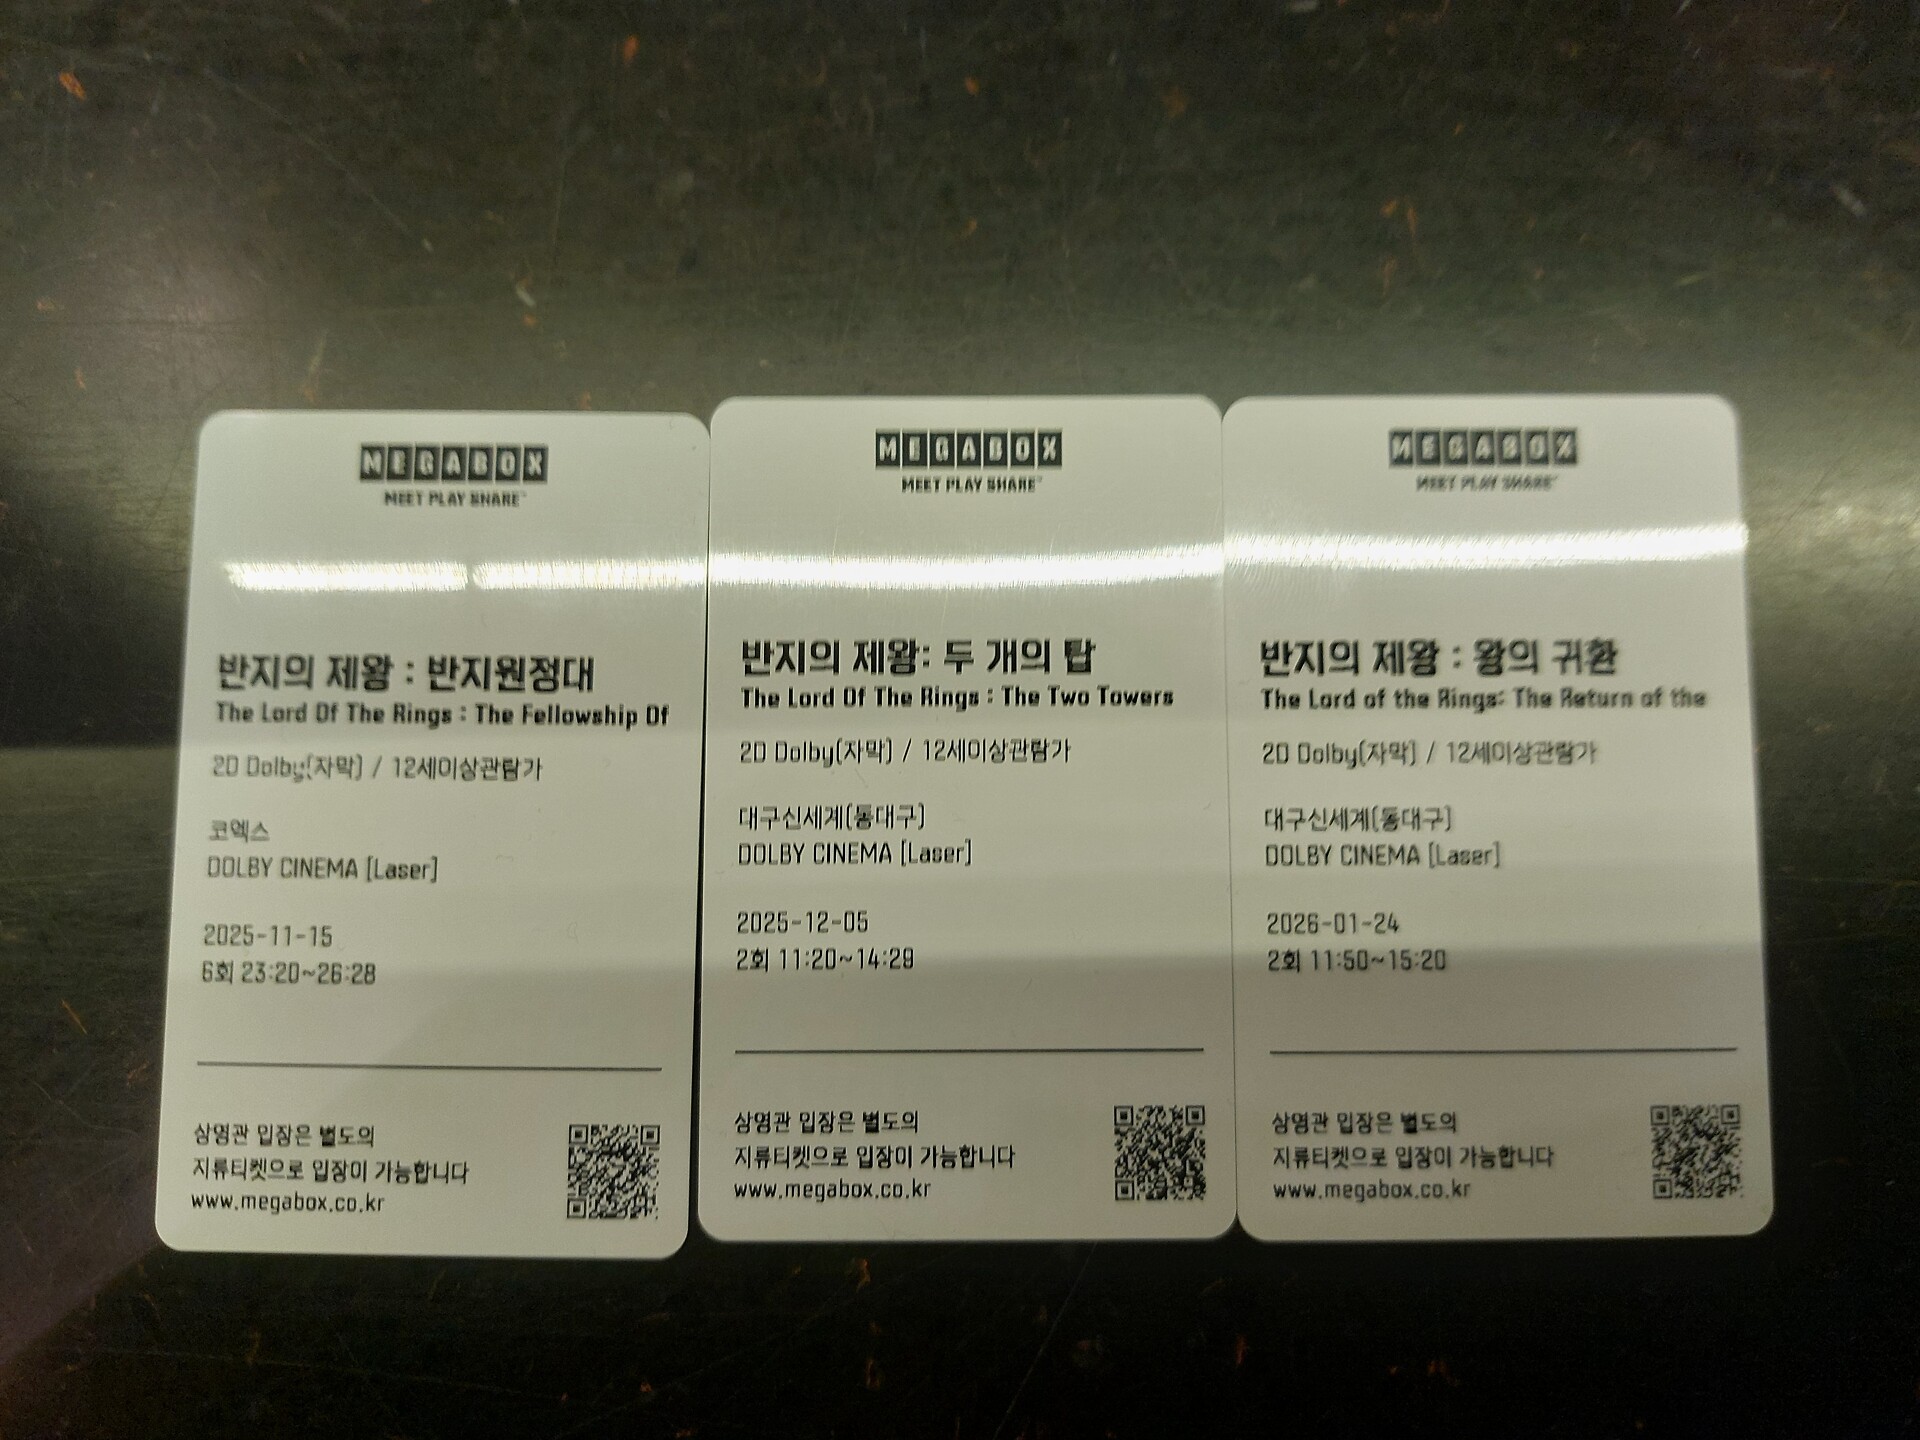 MEGABOX
MEET PLAY SHARE™
반지의 제왕 : 반지원정대
The Lord Of The Rings : The Fellowship Of
2D Dolby(자막) / 12세이상관람가
코엑스
DOLBY CINEMA [Laser]
2025-11-15
6회 23:20~26:28
상영관 입장은 별도의
지류티켓으로 입장이 가능합니다
www.megabox.co.kr
MEGABOX
MEET PLAY SHARE™
반지의 제왕: 두 개의 탑
The Lord Of The Rings : The Two Towers
2D Dolby(자막) / 12세이상관람가
대구신세계(동대구)
DOLBY CINEMA [Laser]
2025-12-05
2회 11:20~14:29
상영관 입장은 별도의
지류티켓으로 입장이 가능합니다
www.megabox.co.kr
MEGABOX
MEET PLAY SHARE™
반지의 제왕 : 왕의 귀환
The Lord of the Rings: The Return of the
2D Dolby(자막) / 12세이상관람가
대구신세계(동대구)
DOLBY CINEMA [Laser]
2026-01-24
2회 11:50~15:20
상영관 입장은 별도의
지류티켓으로 입장이 가능합니다
www.megabox.co.kr